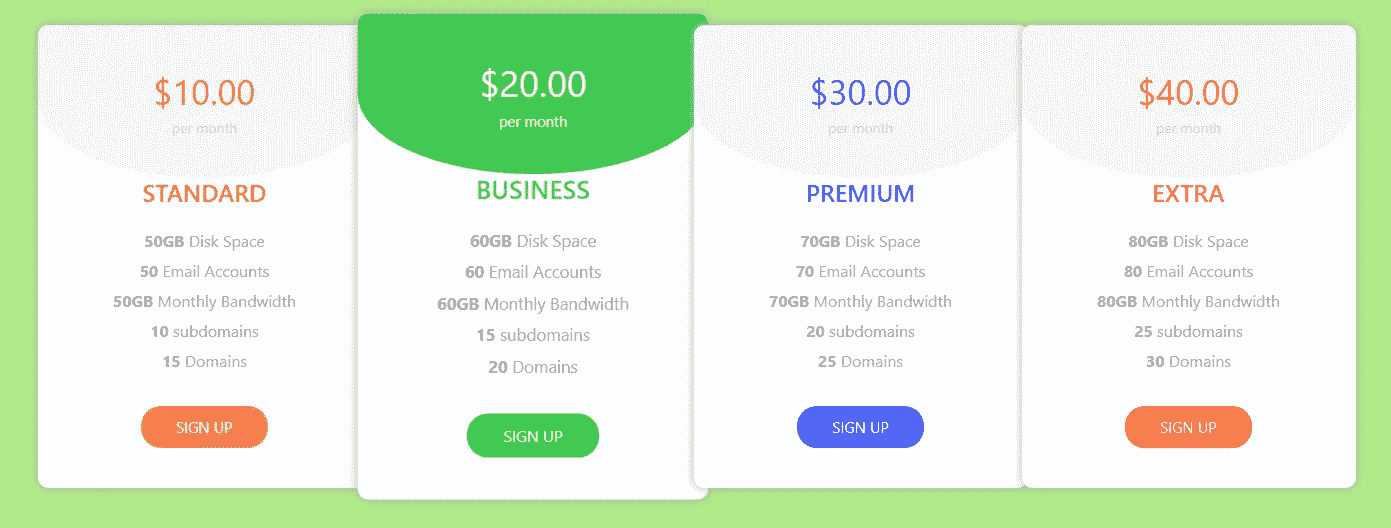 $10.00
per month
STANDARD
50GB Disk Space
50 Email Accounts
50GB Monthly Bandwidth
10 subdomains
15 Domains
SIGN UP
$20.00
per month
BUSINESS
60GB Disk Space
60 Email Accounts
60GB Monthly Bandwidth
15 subdomains
20 Domains
SIGN UP
$30.00
per month
PREMIUM
70GB Disk Space
70 Email Accounts
70GB Monthly Bandwidth
20 subdomains
25 Domains
SIGN UP
$40.00
per month
EXTRA
80GB Disk Space
80 Email Accounts
80GB Monthly Bandwidth
25 subdomains
30 Domains
SIGN UP